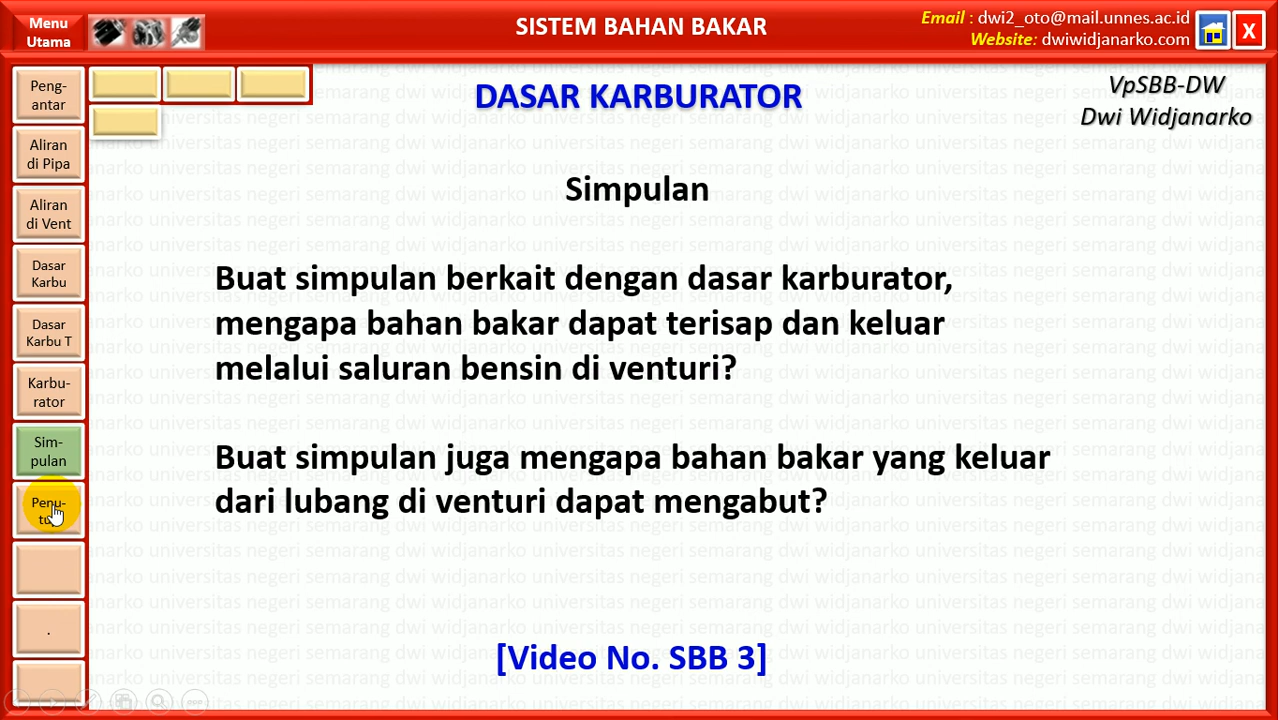 Menu
Utama
SISTEM BAHAN BAKAR
Email : dwi2_oto@mail.unnes.ac.id
Website: dwiwidjanarko.com
X
Peng-
antar
Aliran
di Pipa
Aliran
di Vent
Dasar
Karbu
Dasar
Karbu T
Karbu-
rator
Sim-
pulan
Penu-
.
DASAR KARBURATOR
VpSBB-DW
Dwi Widjanarko
Simpulan
Buat simpulan berkait dengan dasar karburator,
mengapa bahan bakar dapat terisap dan keluar
melalui saluran bensin di venturi?
Buat simpulan juga mengapa bahan bakar yang keluar
dari lubang di venturi dapat mengabut?
[Video No. SBB 3]